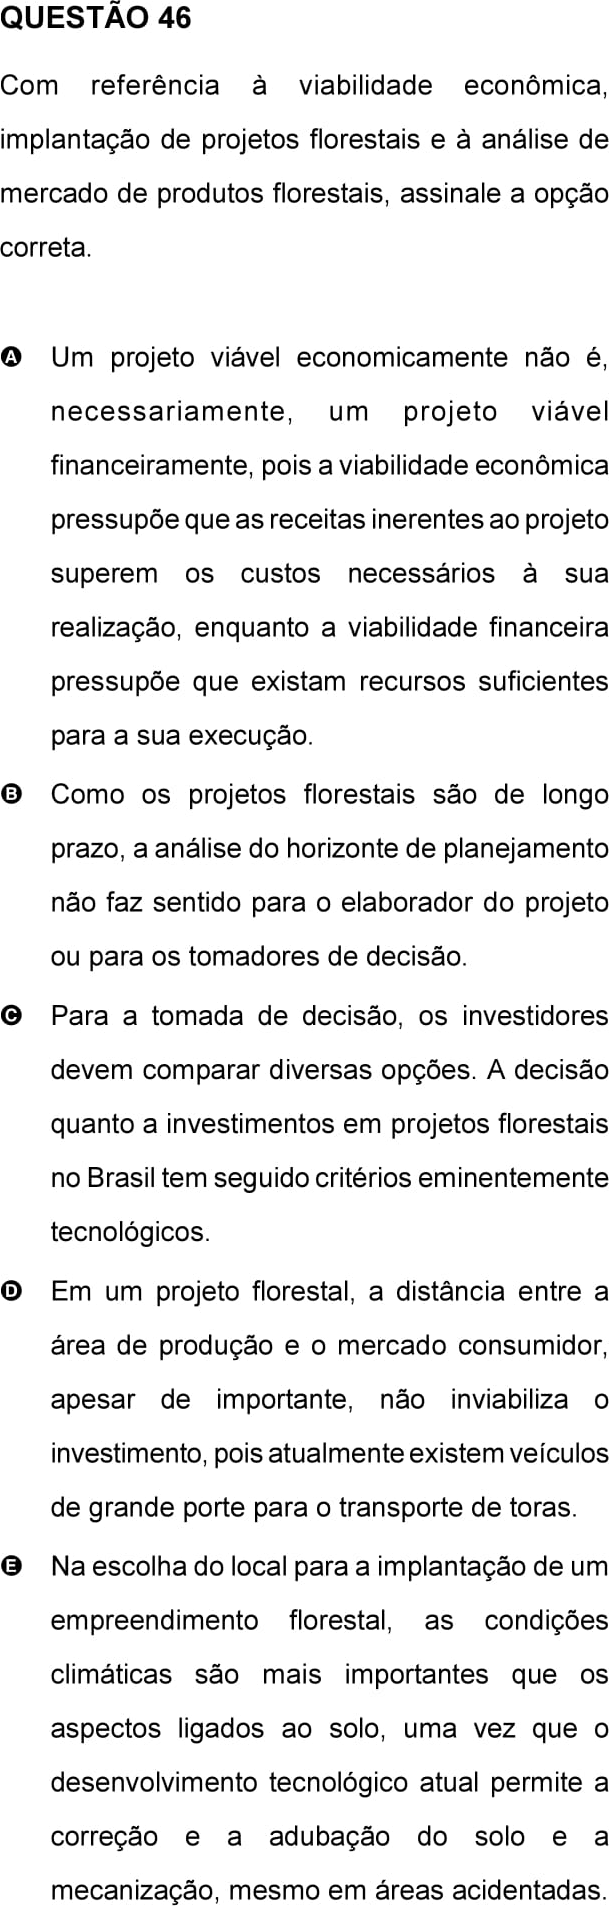 QUESTÃO 46
Com referência à viabilidade econômica,
implantação de projetos florestais e à análise de
mercado de produtos florestais, assinale a opção
correta.
A Um projeto viável economicamente não é,
necessariamente, um projeto viável
financeiramente, pois a viabilidade econômica
pressupõe que as receitas inerentes ao projeto
superem os custos necessários à sua
realização, enquanto a viabilidade financeira
pressupõe que existam recursos suficientes
para a sua execução.
B Como os projetos florestais são de longo
prazo, a análise do horizonte de planejamento
não faz sentido para o elaborador do projeto
ou para os tomadores de decisão.
C Para a tomada de decisão, os investidores
devem comparar diversas opções. A decisão
quanto a investimentos em projetos florestais
no Brasil tem seguido critérios eminentemente
tecnológicos.
D Em um projeto florestal, a distância entre a
área de produção e o mercado consumidor,
apesar de importante, não inviabiliza o
investimento, pois atualmente existem veículos
de grande porte para o transporte de toras.
E Na escolha do local para a implantação de um
empreendimento florestal, as condições
climáticas são mais importantes que os
aspectos ligados ao solo, uma vez que o
desenvolvimento tecnológico atual permite a
correção e a adubação do solo e a
mecanização, mesmo em áreas acidentadas.